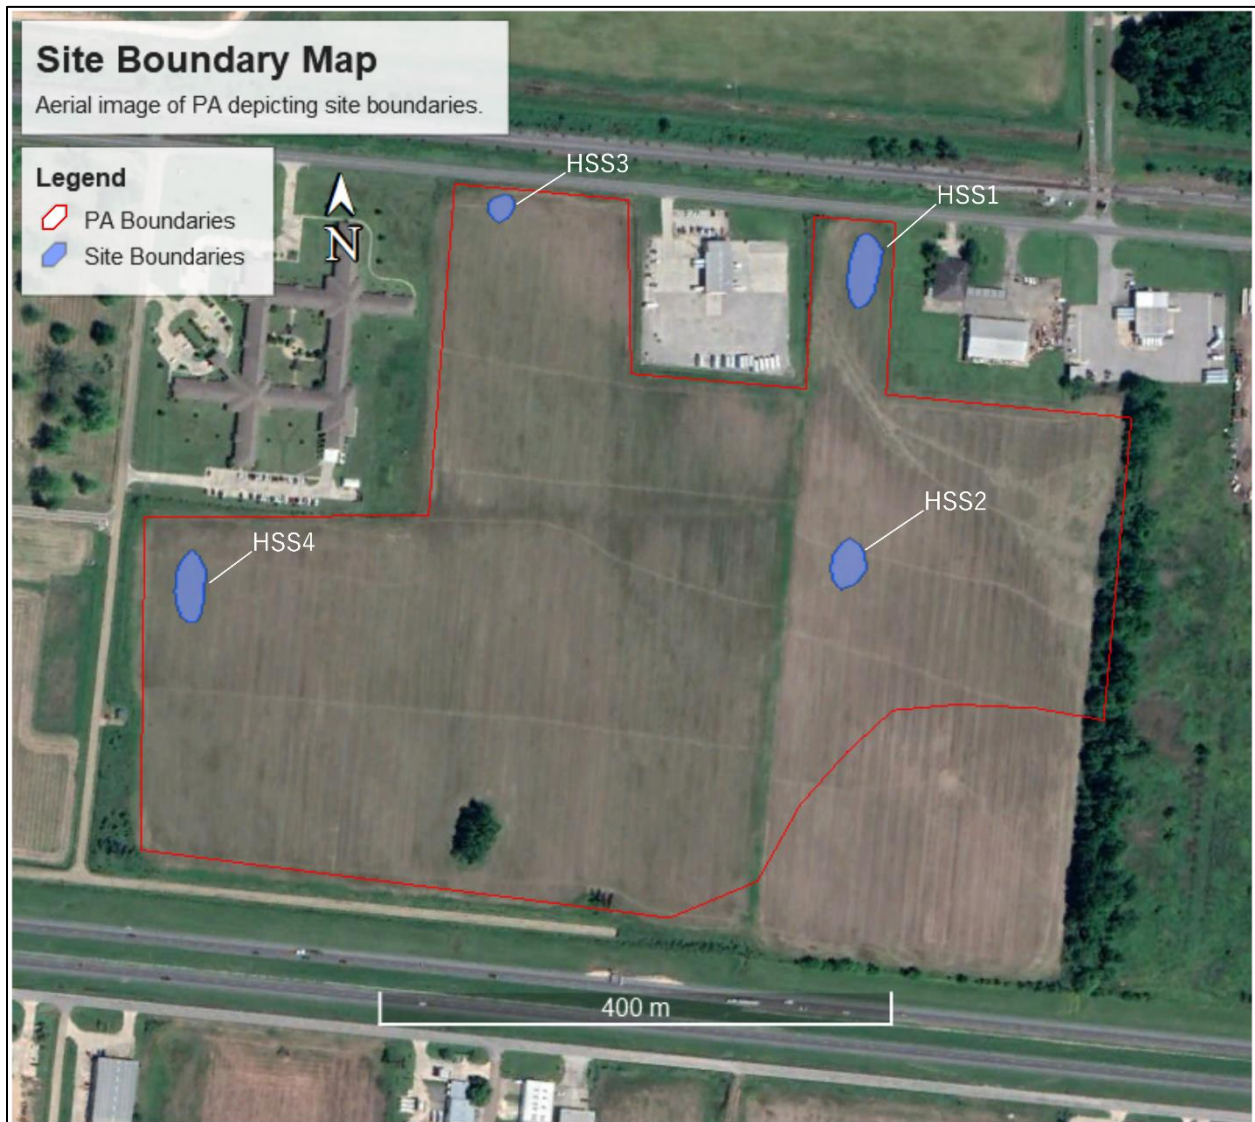 Site Boundary Map
Aerial image of PA depicting site boundaries.
Legend
PA Boundaries
Site Boundaries
N
HSS3
HSS1
HSS2
HSS4
400 m